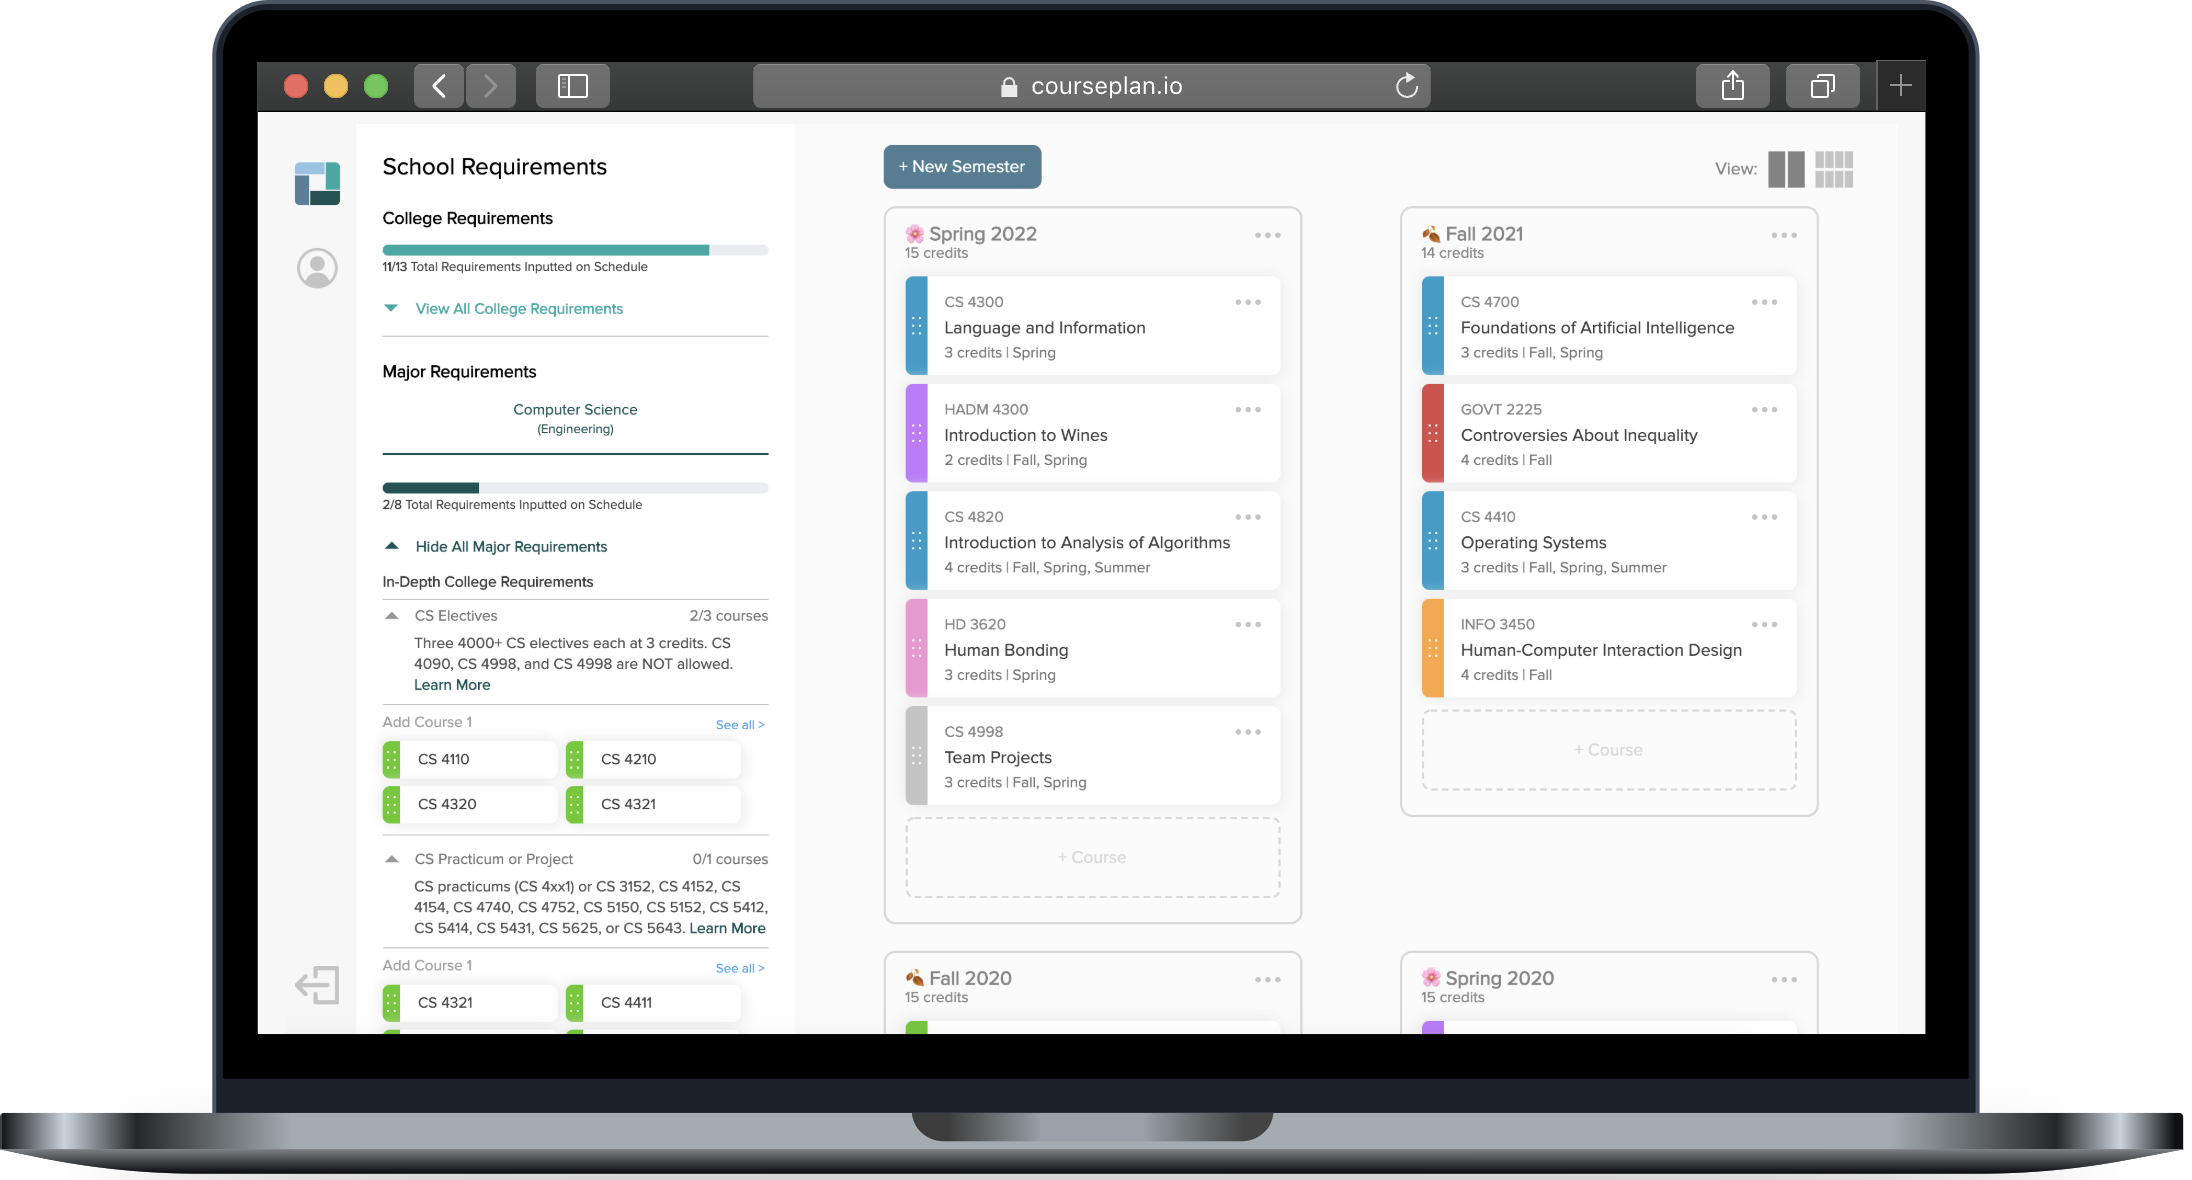 courseplan.io
School Requirements
College Requirements
11/13 Total Requirements Inputted on Schedule
View All College Requirements
Major Requirements
Computer Science
(Engineering)
2/8 Total Requirements Inputted on Schedule
Hide All Major Requirements
In-Depth College Requirements
CS Electives 2/3 courses
Three 4000+ CS electives each at 3 credits. CS
4090, CS 4998, and CS 4998 are NOT allowed.
Learn More
Add Course 1 See all >
CS 4110 CS 4210
CS 4320 CS 4321
CS Practicum or Project 0/1 courses
CS practicums (CS 4xx1) or CS 3152, CS 4152, CS
4154, CS 4740, CS 4752, CS 5150, CS 5152, CS 5412,
CS 5414, CS 5431, CS 5625, or CS 5643. Learn More
Add Course 1 See all >
CS 4321 CS 4411
+ New Semester
View:
Spring 2022
15 credits
CS 4300
Language and Information
3 credits | Spring
HADM 4300
Introduction to Wines
2 credits | Fall, Spring
CS 4820
Introduction to Analysis of Algorithms
4 credits | Fall, Spring, Summer
HD 3620
Human Bonding
3 credits | Spring
CS 4998
Team Projects
3 credits | Fall, Spring
+ Course
Fall 2021
14 credits
CS 4700
Foundations of Artificial Intelligence
3 credits | Fall, Spring
GOVT 2225
Controversies About Inequality
4 credits | Fall
CS 4410
Operating Systems
3 credits | Fall, Spring, Summer
INFO 3450
Human-Computer Interaction Design
4 credits | Fall
+ Course
Fall 2020
15 credits
Spring 2020
15 credits